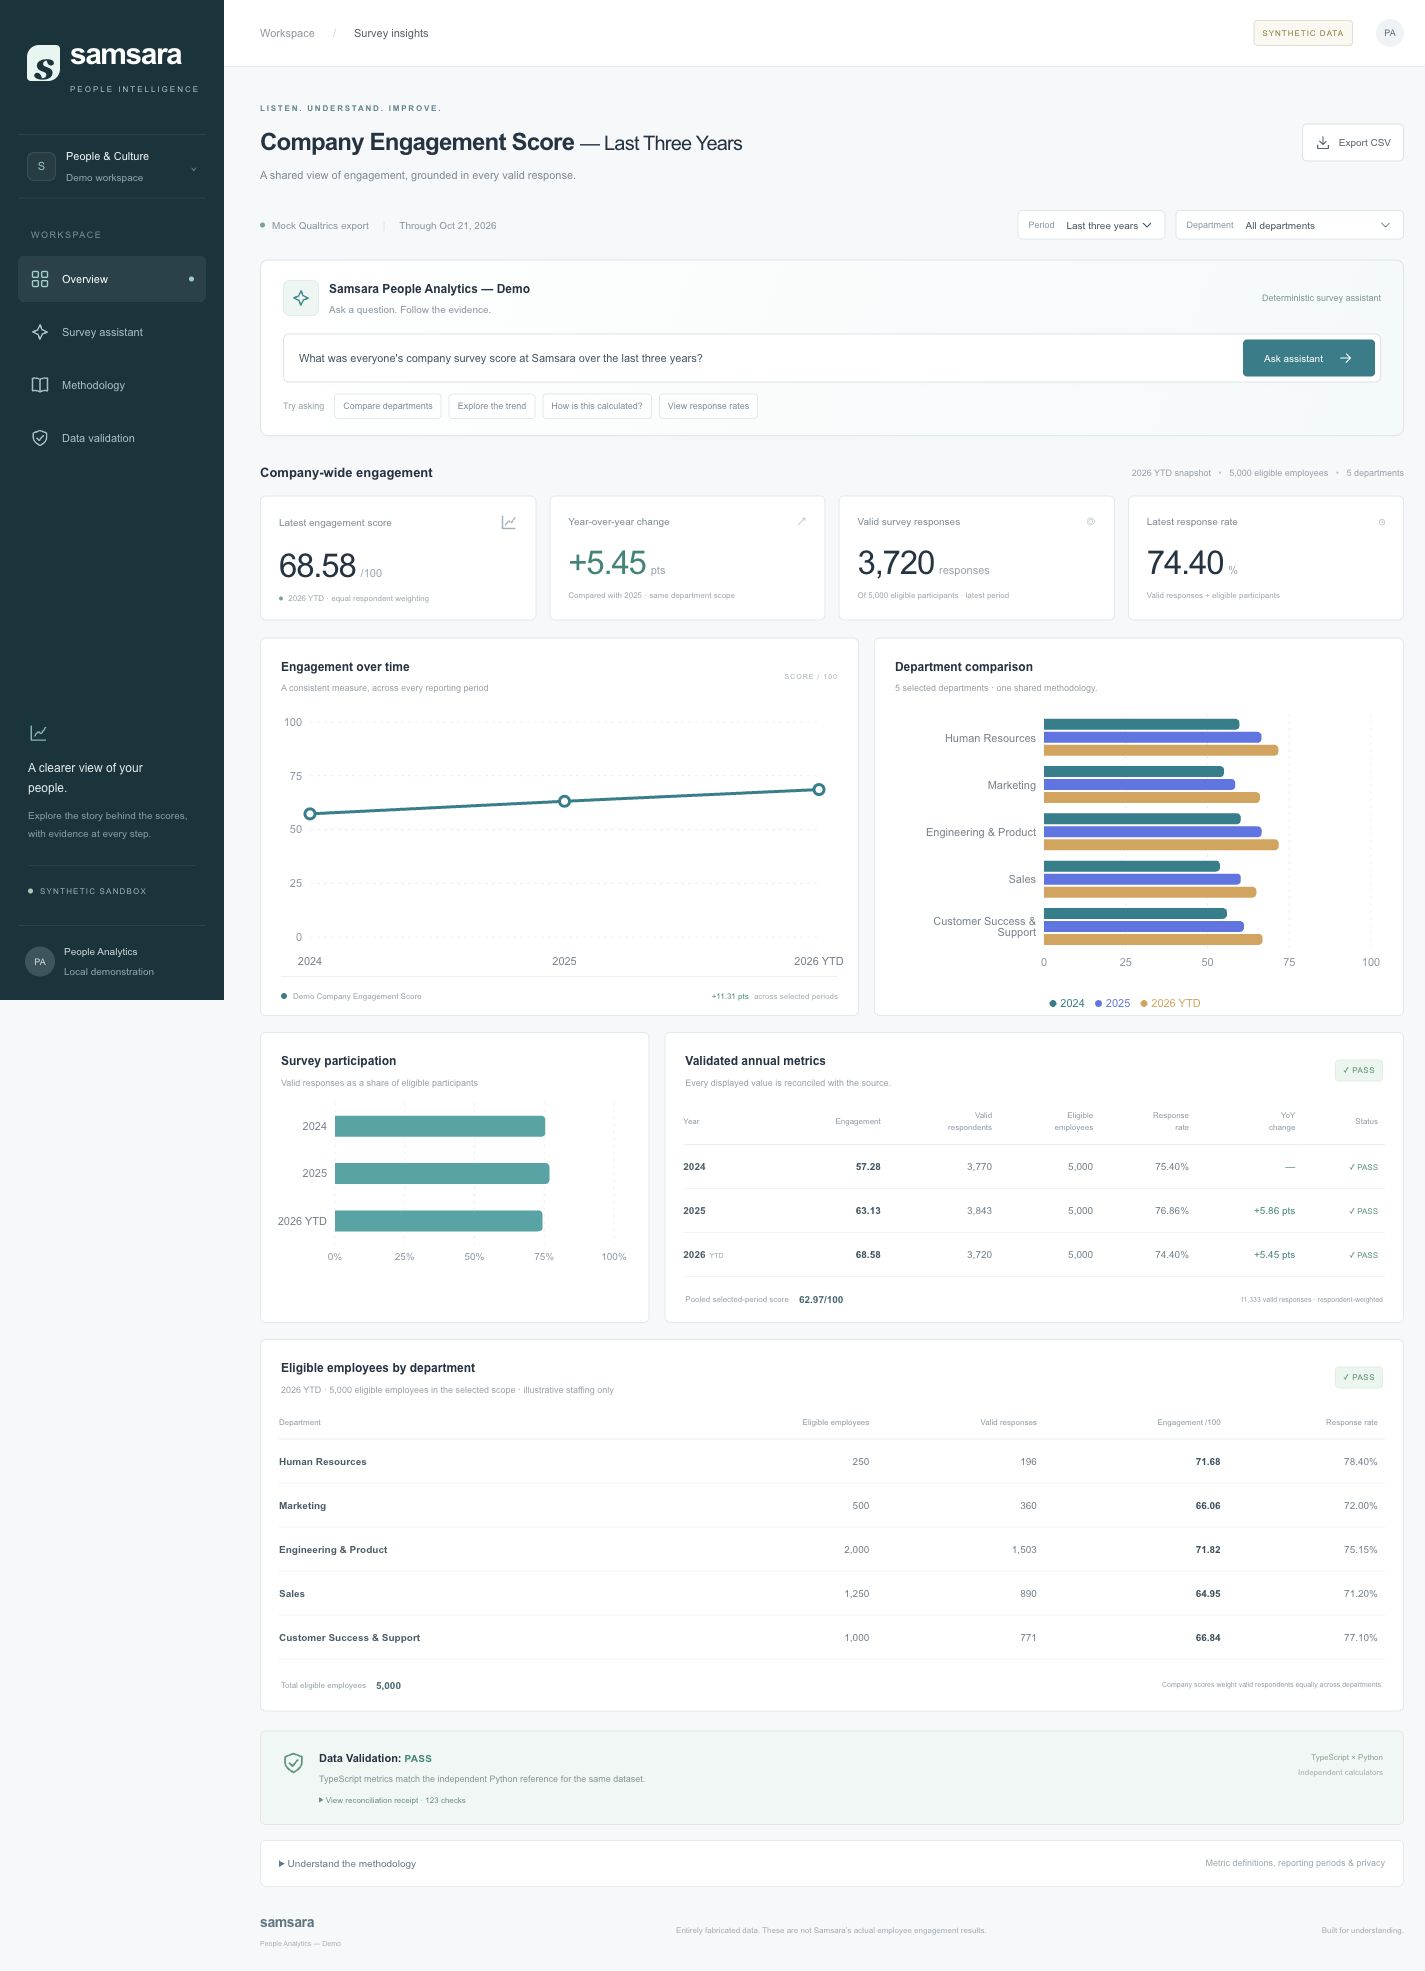 samsara
PEOPLE INTELLIGENCE
S
People & Culture
Demo workspace
WORKSPACE
Overview
Survey assistant
Methodology
Data validation
A clearer view of your
people.
Explore the story behind the scores,
with evidence at every step.
SYNTHETIC SANDBOX
PA
People Analytics
Local demonstration
Workspace / Survey insights
SYNTHETIC DATA
PA
LISTEN. UNDERSTAND. IMPROVE.
Company Engagement Score — Last Three Years
A shared view of engagement, grounded in every valid response.
Export CSV
Mock Qualtrics export | Through Oct 21, 2026
Period Last three years
Department All departments
Samsara People Analytics — Demo
Ask a question. Follow the evidence.
Deterministic survey assistant
What was everyone's company survey score at Samsara over the last three years?
Ask assistant →
Try asking Compare departments Explore the trend How is this calculated? View response rates
Company-wide engagement
2026 YTD snapshot • 5,000 eligible employees • 5 departments
Latest engagement score
68.58 /100
2026 YTD · equal respondent weighting
Year-over-year change ↗
+5.45 pts
Compared with 2025 · same department scope
Valid survey responses ◎
3,720 responses
Of 5,000 eligible participants · latest period
Latest response rate ◷
74.40 %
Valid responses ÷ eligible participants
Engagement over time
A consistent measure, across every reporting period
SCORE / 100
100
75
50
25
0
2024 2025 2026 YTD
Demo Company Engagement Score
+11.31 pts across selected periods
Department comparison
5 selected departments · one shared methodology.
Human Resources
Marketing
Engineering & Product
Sales
Customer Success &
Support
0 25 50 75 100
2024 2025 2026 YTD
Survey participation
Valid responses as a share of eligible participants
2024
2025
2026 YTD
0% 25% 50% 75% 100%
Validated annual metrics
Every displayed value is reconciled with the source.
✓ PASS
Year Engagement Valid respondents Eligible employees Response rate YoY change Status
2024 57.28 3,770 5,000 75.40% — ✓ PASS
2025 63.13 3,843 5,000 76.86% +5.86 pts ✓ PASS
2026 YTD 68.58 3,720 5,000 74.40% +5.45 pts ✓ PASS
Pooled selected-period score 62.97/100
11,333 valid responses · respondent-weighted
Eligible employees by department
2026 YTD · 5,000 eligible employees in the selected scope · illustrative staffing only
✓ PASS
Department Eligible employees Valid responses Engagement /100 Response rate
Human Resources 250 196 71.68 78.40%
Marketing 500 360 66.06 72.00%
Engineering & Product 2,000 1,503 71.82 75.15%
Sales 1,250 890 64.95 71.20%
Customer Success & Support 1,000 771 66.84 77.10%
Total eligible employees 5,000
Company scores weight valid respondents equally across departments.
Data Validation: PASS
TypeScript metrics match the independent Python reference for the same dataset.
▶ View reconciliation receipt · 123 checks
TypeScript × Python
Independent calculators
▶ Understand the methodology
Metric definitions, reporting periods & privacy
samsara
People Analytics — Demo
Entirely fabricated data. These are not Samsara's actual employee engagement results.
Built for understanding.